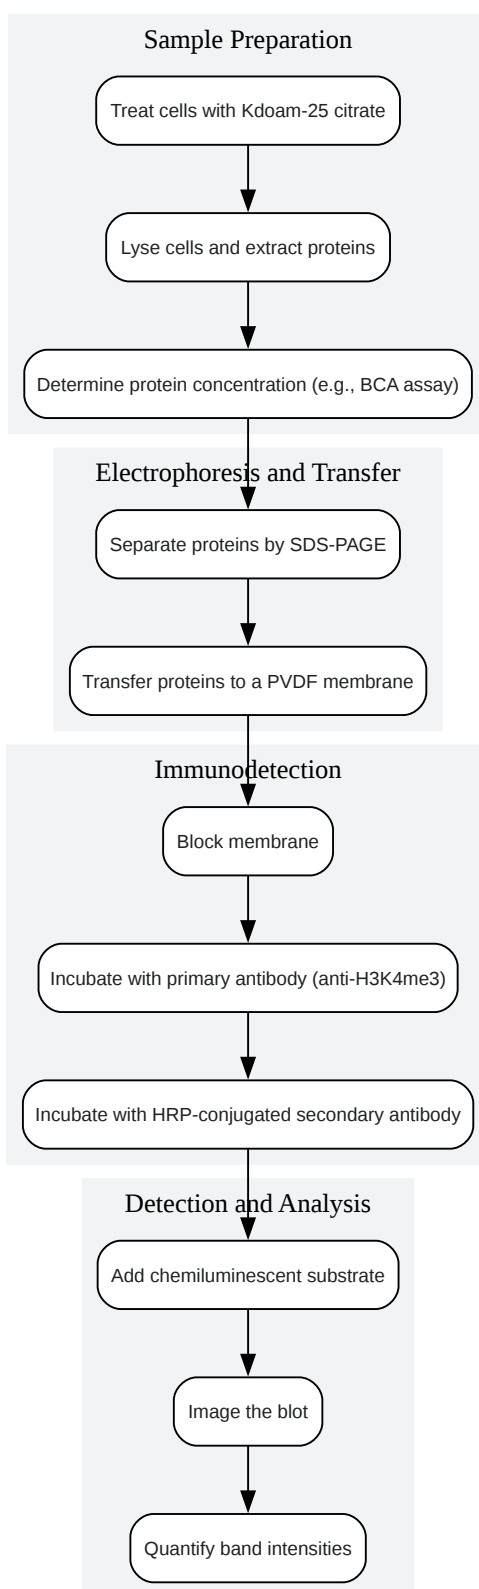 Sample Preparation
Treat cells with Kdoam-25 citrate
Lyse cells and extract proteins
Determine protein concentration (e.g., BCA assay)
Electrophoresis and Transfer
Separate proteins by SDS-PAGE
Transfer proteins to a PVDF membrane
Immunodetection
Block membrane
Incubate with primary antibody (anti-H3K4me3)
Incubate with HRP-conjugated secondary antibody
Detection and Analysis
Add chemiluminescent substrate
Image the blot
Quantify band intensities